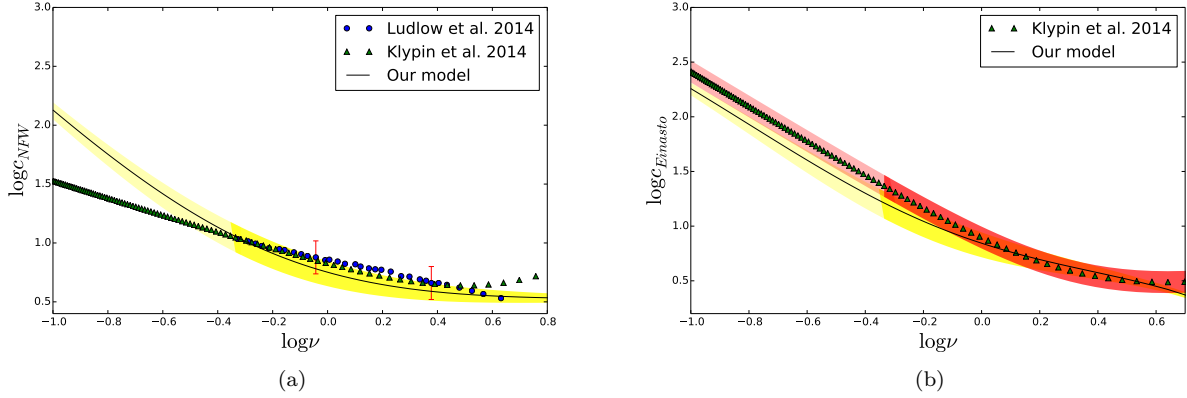 3.0
2.5
2.0
1.5
1.0
0.5
logc_{NFW}
−1.0 −0.8 −0.6 −0.4 −0.2 0.0 0.2 0.4 0.6 0.8
logν
Ludlow et al. 2014
Klypin et al. 2014
Our model
(a)
3.0
2.5
2.0
1.5
1.0
0.5
logc_{Einasto}
−1.0 −0.8 −0.6 −0.4 −0.2 0.0 0.2 0.4 0.6
logν
Klypin et al. 2014
Our model
(b)